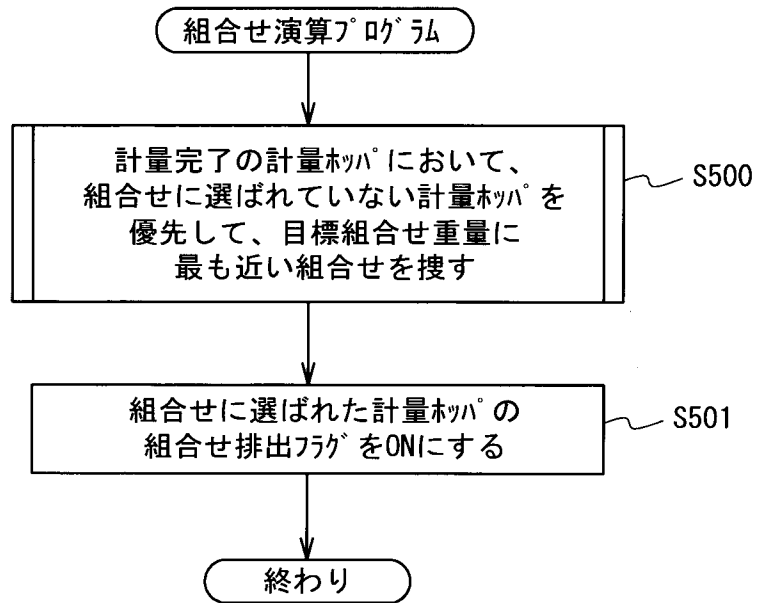 組合せ演算ﾌﾟﾛｸﾞﾗﾑ
計量完了の計量ﾎｯﾊﾟにおいて、
組合せに選ばれていない計量ﾎｯﾊﾟを
優先して、目標組合せ重量に
最も近い組合せを捜す
S500
組合せに選ばれた計量ﾎｯﾊﾟの
組合せ排出ﾌﾗｸﾞをONにする
S501
終わり